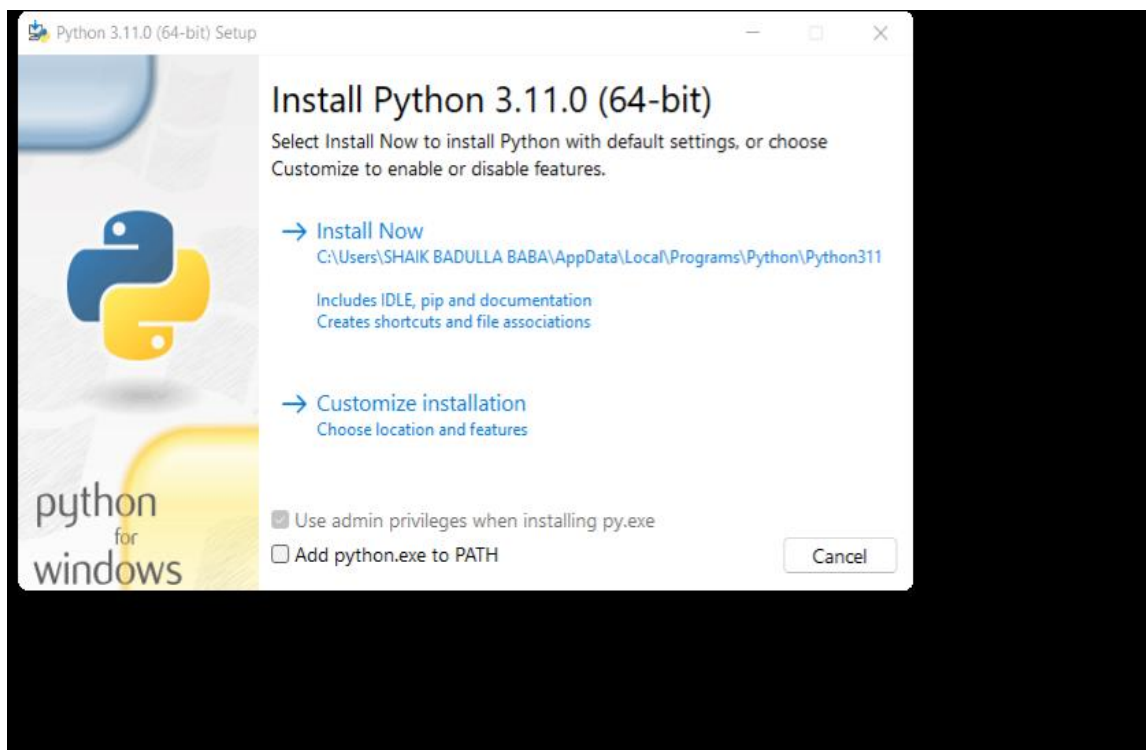 Python 3.11.0 (64-bit) Setup
Install Python 3.11.0 (64-bit)
Select Install Now to install Python with default settings, or choose
Customize to enable or disable features.
→ Install Now
C:\Users\SHAIK BADULLA BABA\AppData\Local\Programs\Python\Python311
Includes IDLE, pip and documentation
Creates shortcuts and file associations
→ Customize installation
Choose location and features
python
for
windows
Use admin privileges when installing py.exe
Add python.exe to PATH
Cancel